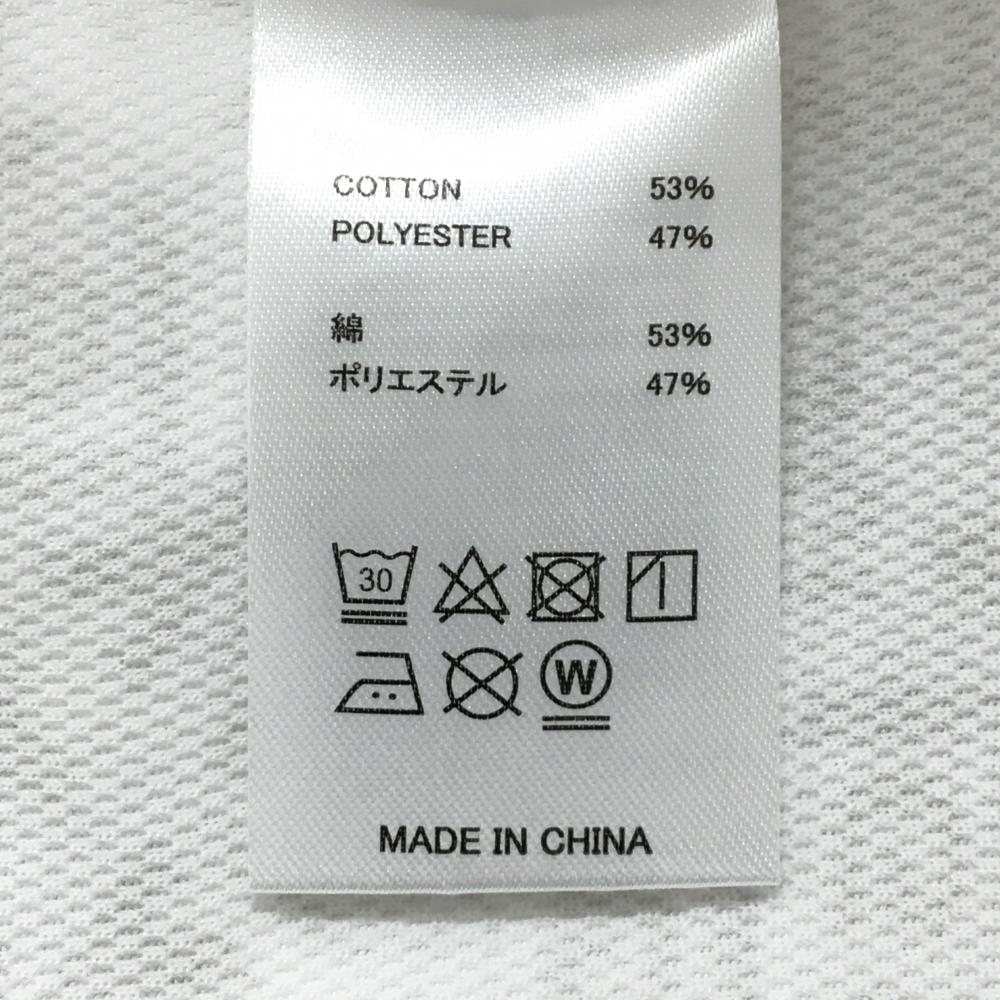 COTTON 53%
POLYESTER 47%
綿 53%
ポリエステル 47%
30
W
MADE IN CHINA